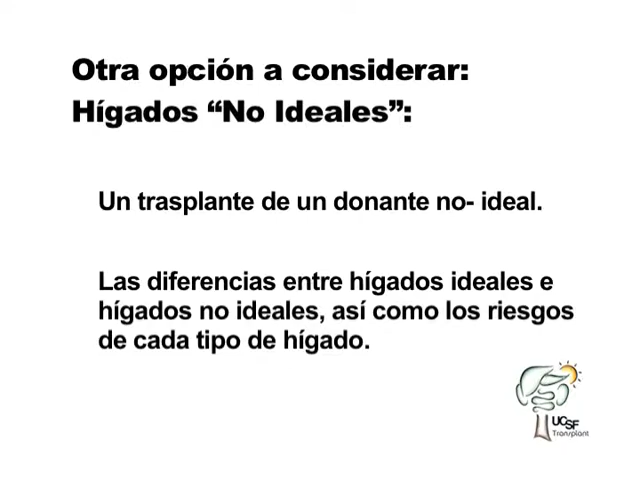 Otra opción a considerar:
Hígados “No Ideales”:
Un trasplante de un donante no- ideal.
Las diferencias entre hígados ideales e
hígados no ideales, así como los riesgos
de cada tipo de hígado.
UCSF
Transplant